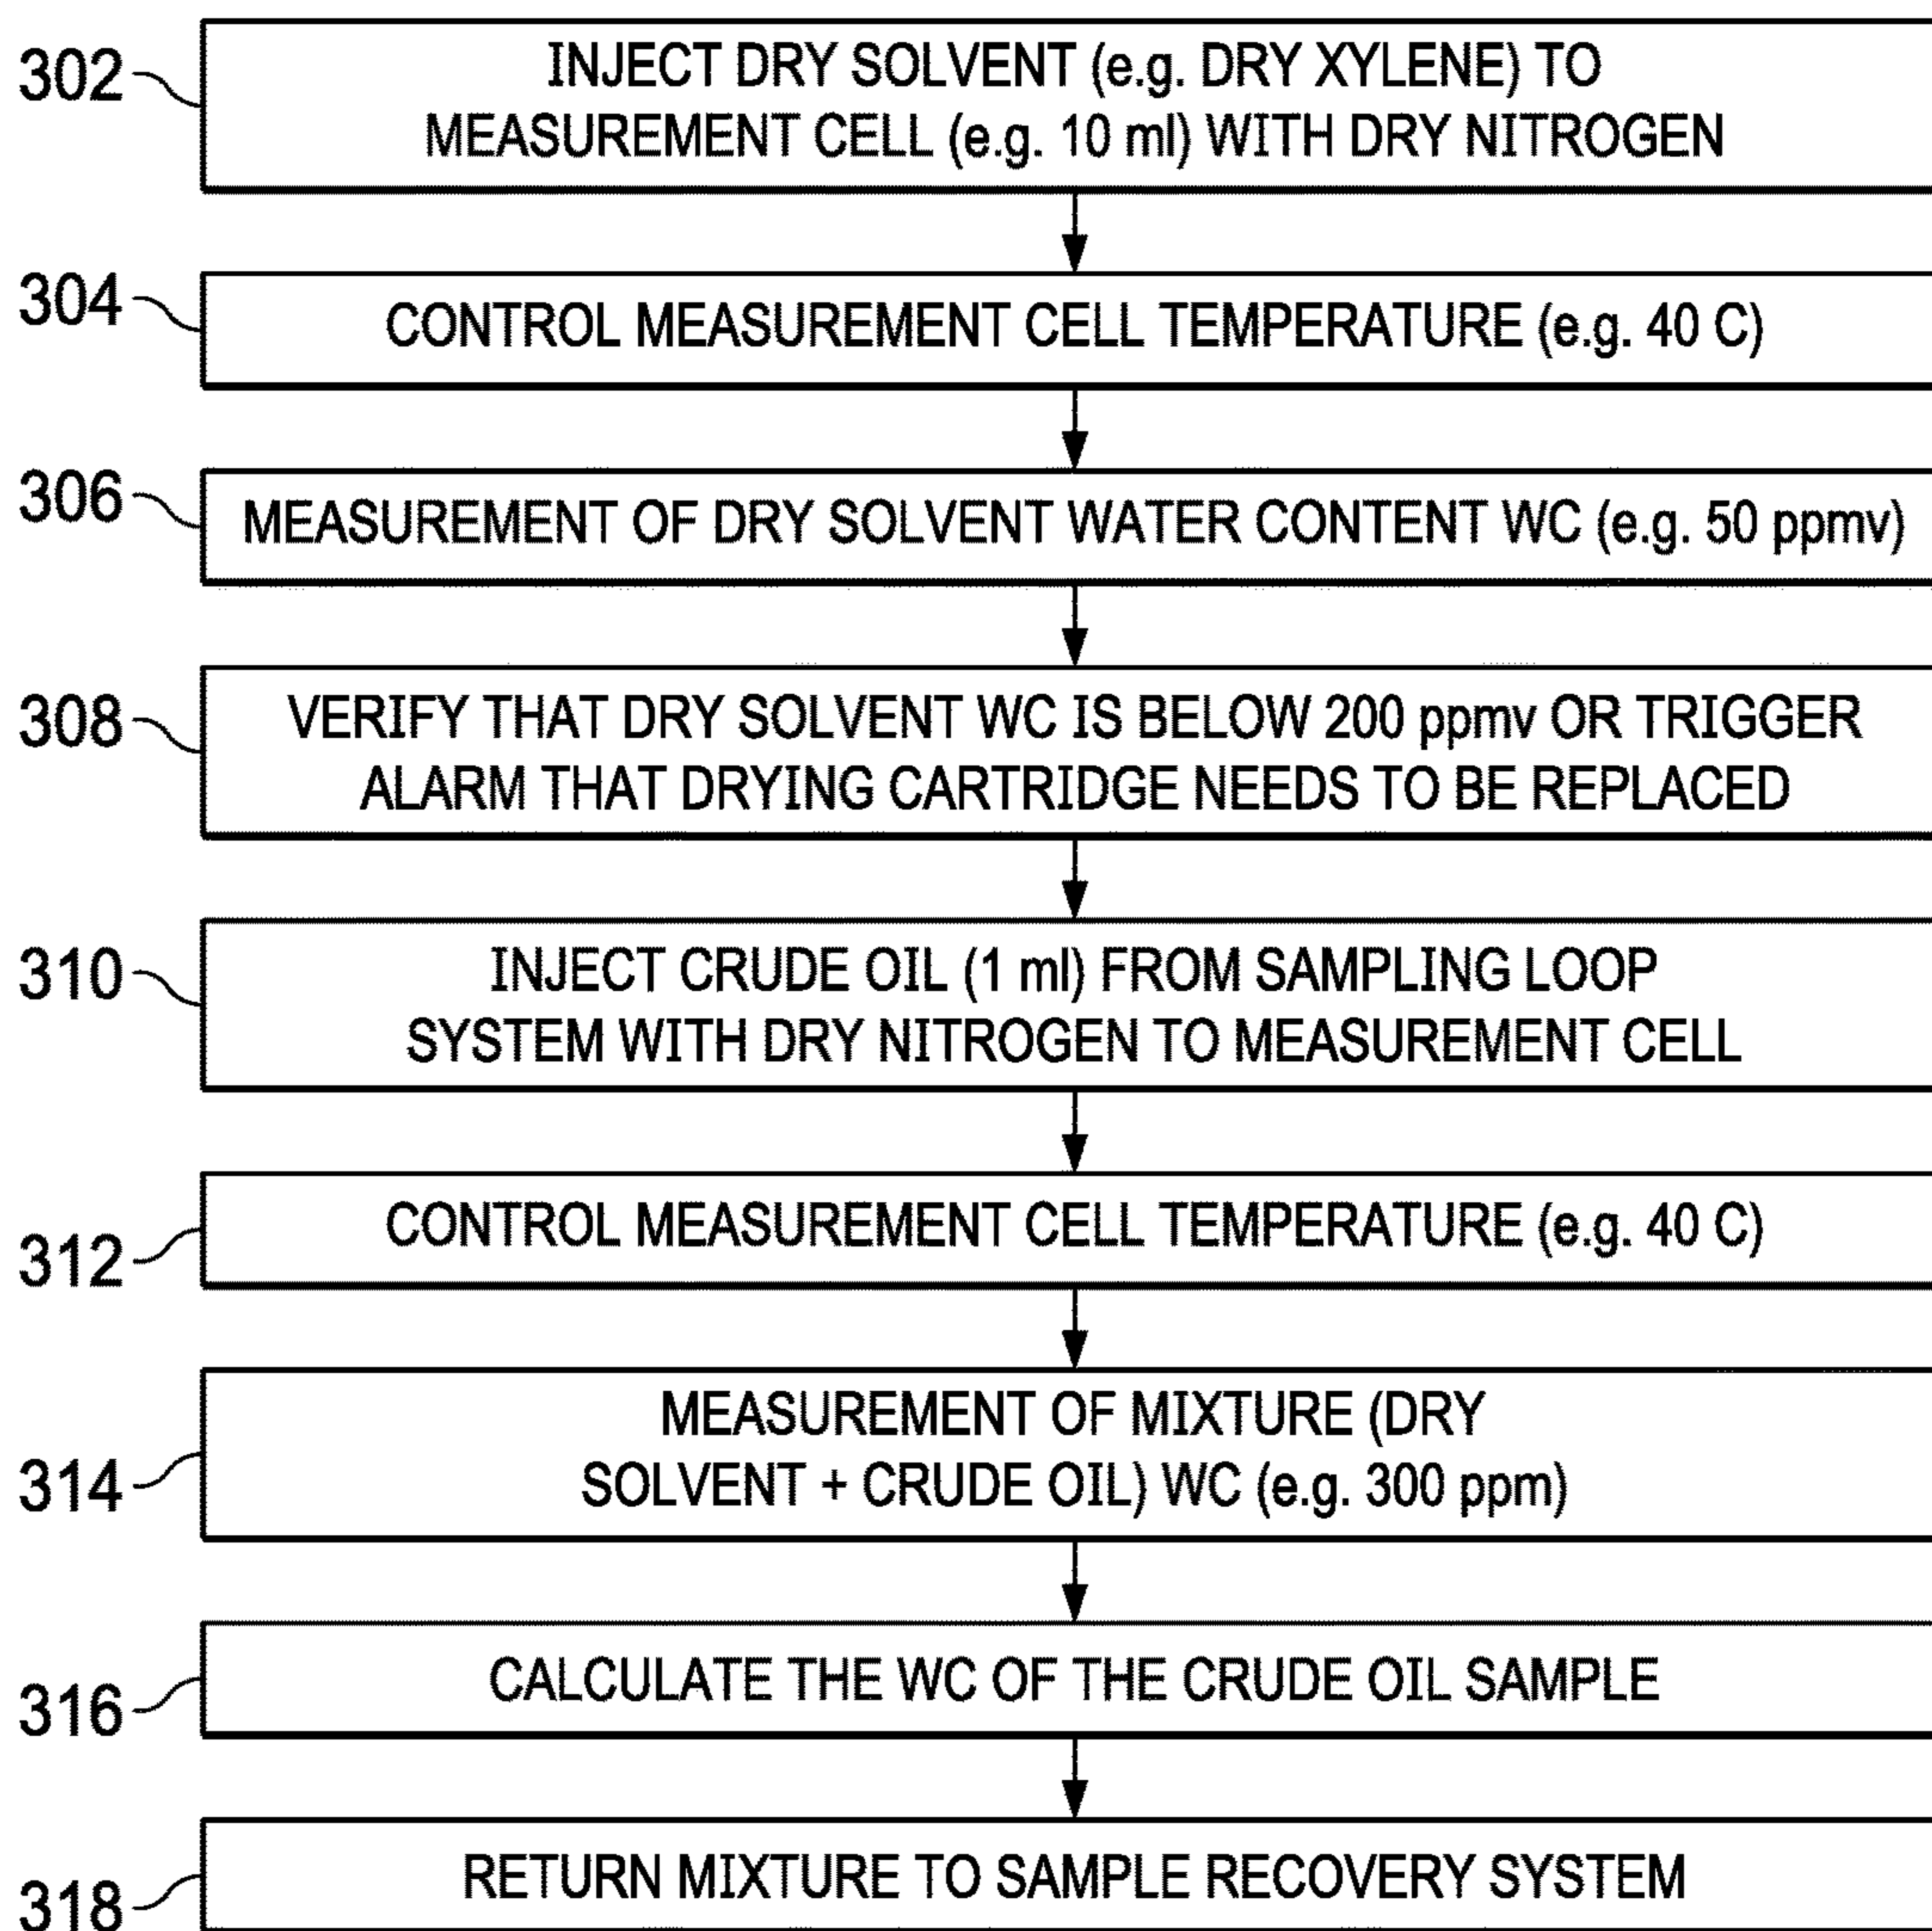 302
INJECT DRY SOLVENT (e.g. DRY XYLENE) TO
MEASUREMENT CELL (e.g. 10 ml) WITH DRY NITROGEN
304
CONTROL MEASUREMENT CELL TEMPERATURE (e.g. 40 C)
306
MEASUREMENT OF DRY SOLVENT WATER CONTENT WC (e.g. 50 ppmv)
308
VERIFY THAT DRY SOLVENT WC IS BELOW 200 ppmv OR TRIGGER
ALARM THAT DRYING CARTRIDGE NEEDS TO BE REPLACED
310
INJECT CRUDE OIL (1 ml) FROM SAMPLING LOOP
SYSTEM WITH DRY NITROGEN TO MEASUREMENT CELL
312
CONTROL MEASUREMENT CELL TEMPERATURE (e.g. 40 C)
314
MEASUREMENT OF MIXTURE (DRY
SOLVENT + CRUDE OIL) WC (e.g. 300 ppm)
316
CALCULATE THE WC OF THE CRUDE OIL SAMPLE
318
RETURN MIXTURE TO SAMPLE RECOVERY SYSTEM